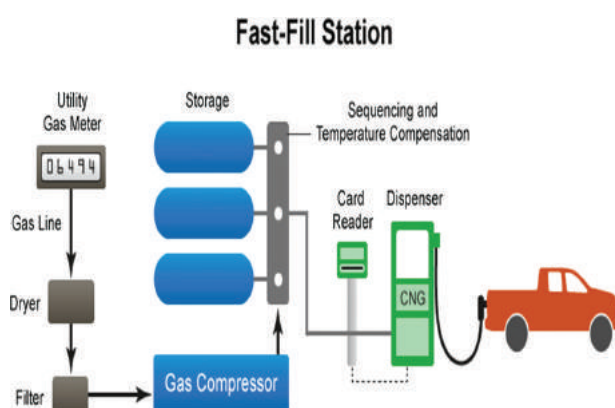 Fast-Fill Station
Utility
Gas Meter
06494
Storage
Sequencing and
Temperature Compensation
Gas Line
Card
Reader
Dispenser
Dryer
CNG
Filter
Gas Compressor